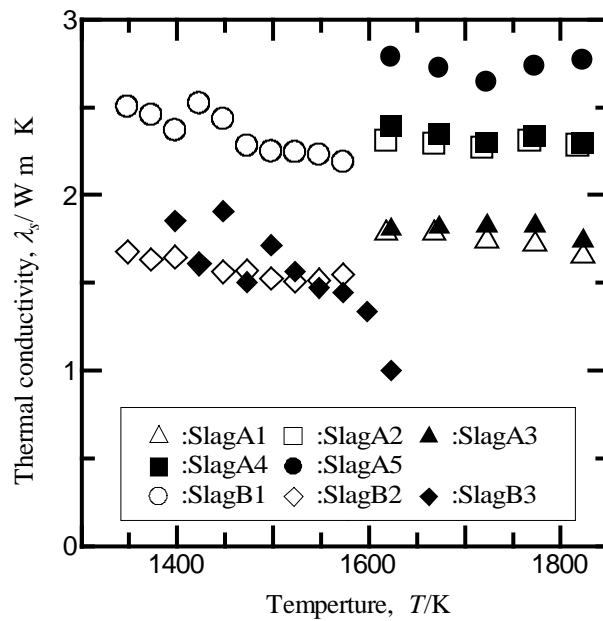 3
2
1
0
Thermal conductivity, λs/ W m K
△ :SlagA1 □ :SlagA2 ▲ :SlagA3
■ :SlagA4 ● :SlagA5
○ :SlagB1 ◇ :SlagB2 ◆ :SlagB3
1400 1600 1800
Temperture, T/K